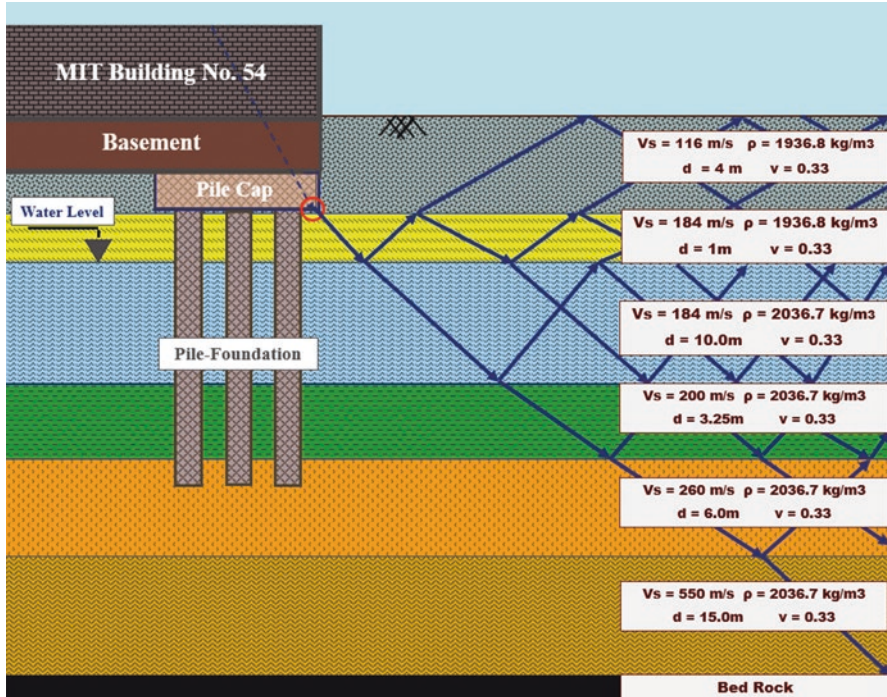 MIT Building No. 54
Basement
Pile Cap
Water Level
Pile-Foundation
Vs = 116 m/s ρ = 1936.8 kg/m3
d = 4 m v = 0.33
Vs = 184 m/s ρ = 1936.8 kg/m3
d = 1m v = 0.33
Vs = 184 m/s ρ = 2036.7 kg/m3
d = 10.0m v = 0.33
Vs = 200 m/s ρ = 2036.7 kg/m3
d = 3.25m v = 0.33
Vs = 260 m/s ρ = 2036.7 kg/m3
d = 6.0m v = 0.33
Vs = 550 m/s ρ = 2036.7 kg/m3
d = 15.0m v = 0.33
Bed Rock